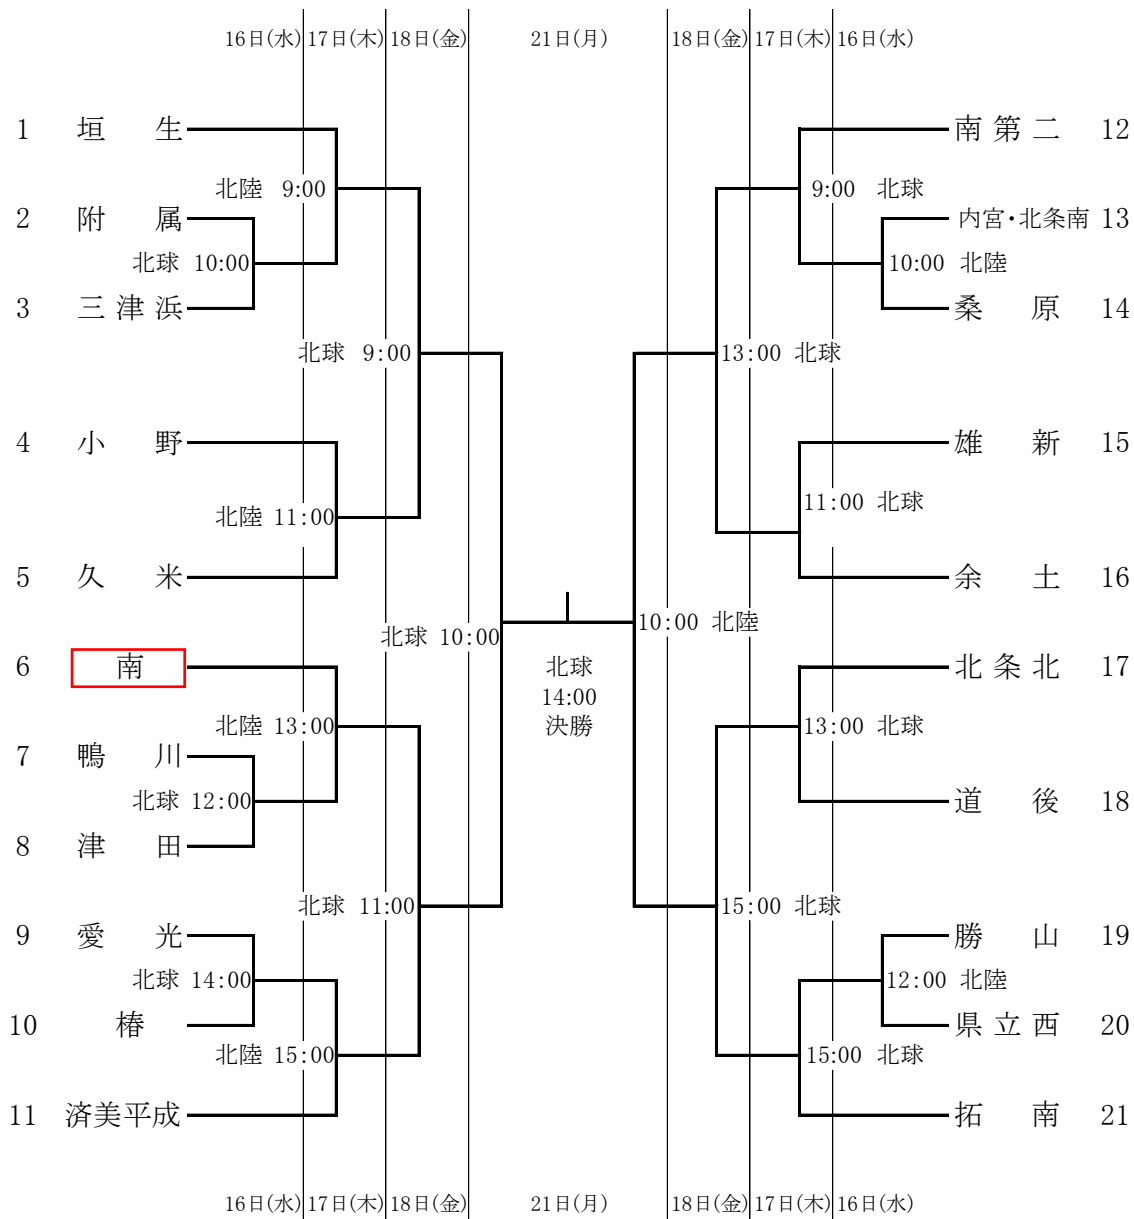 16日(水) 17日(木) 18日(金) 21日(月) 18日(金) 17日(木) 16日(水)
1 垣生 南第二 12
北陸 9:00 9:00 北球
2 附属 内宮・北条南 13
北球 10:00 10:00 北陸
3 三津浜 桑原 14
北球 9:00 13:00 北球
4 小野 雄新 15
北陸 11:00 11:00 北球
5 久米 余土 16
北球 10:00 10:00 北陸
6 南 北球 北条北 17
14:00
北陸 13:00 決勝 13:00 北球
7 鴨川
北球 12:00 道後 18
8 津田
北球 11:00 15:00 北球
9 愛光 勝山 19
北球 14:00 12:00 北陸
10 椿 県立西 20
北陸 15:00 15:00 北球
11 済美平成 拓南 21
16日(水) 17日(木) 18日(金) 21日(月) 18日(金) 17日(木) 16日(水)